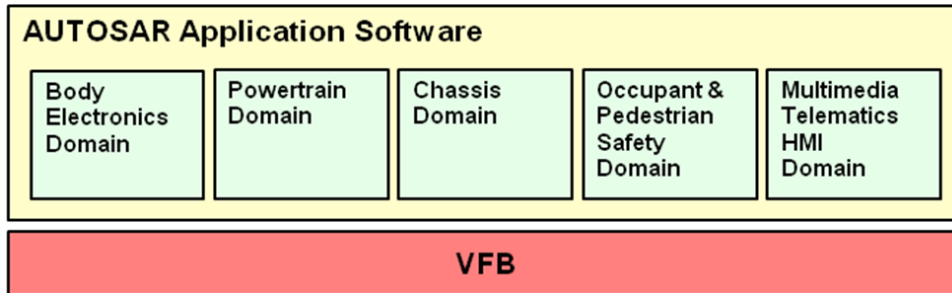 AUTOSAR Application Software
Body
Electronics
Domain
Powertrain
Domain
Chassis
Domain
Occupant &
Pedestrian
Safety
Domain
Multimedia
Telematics
HMI
Domain
VFB